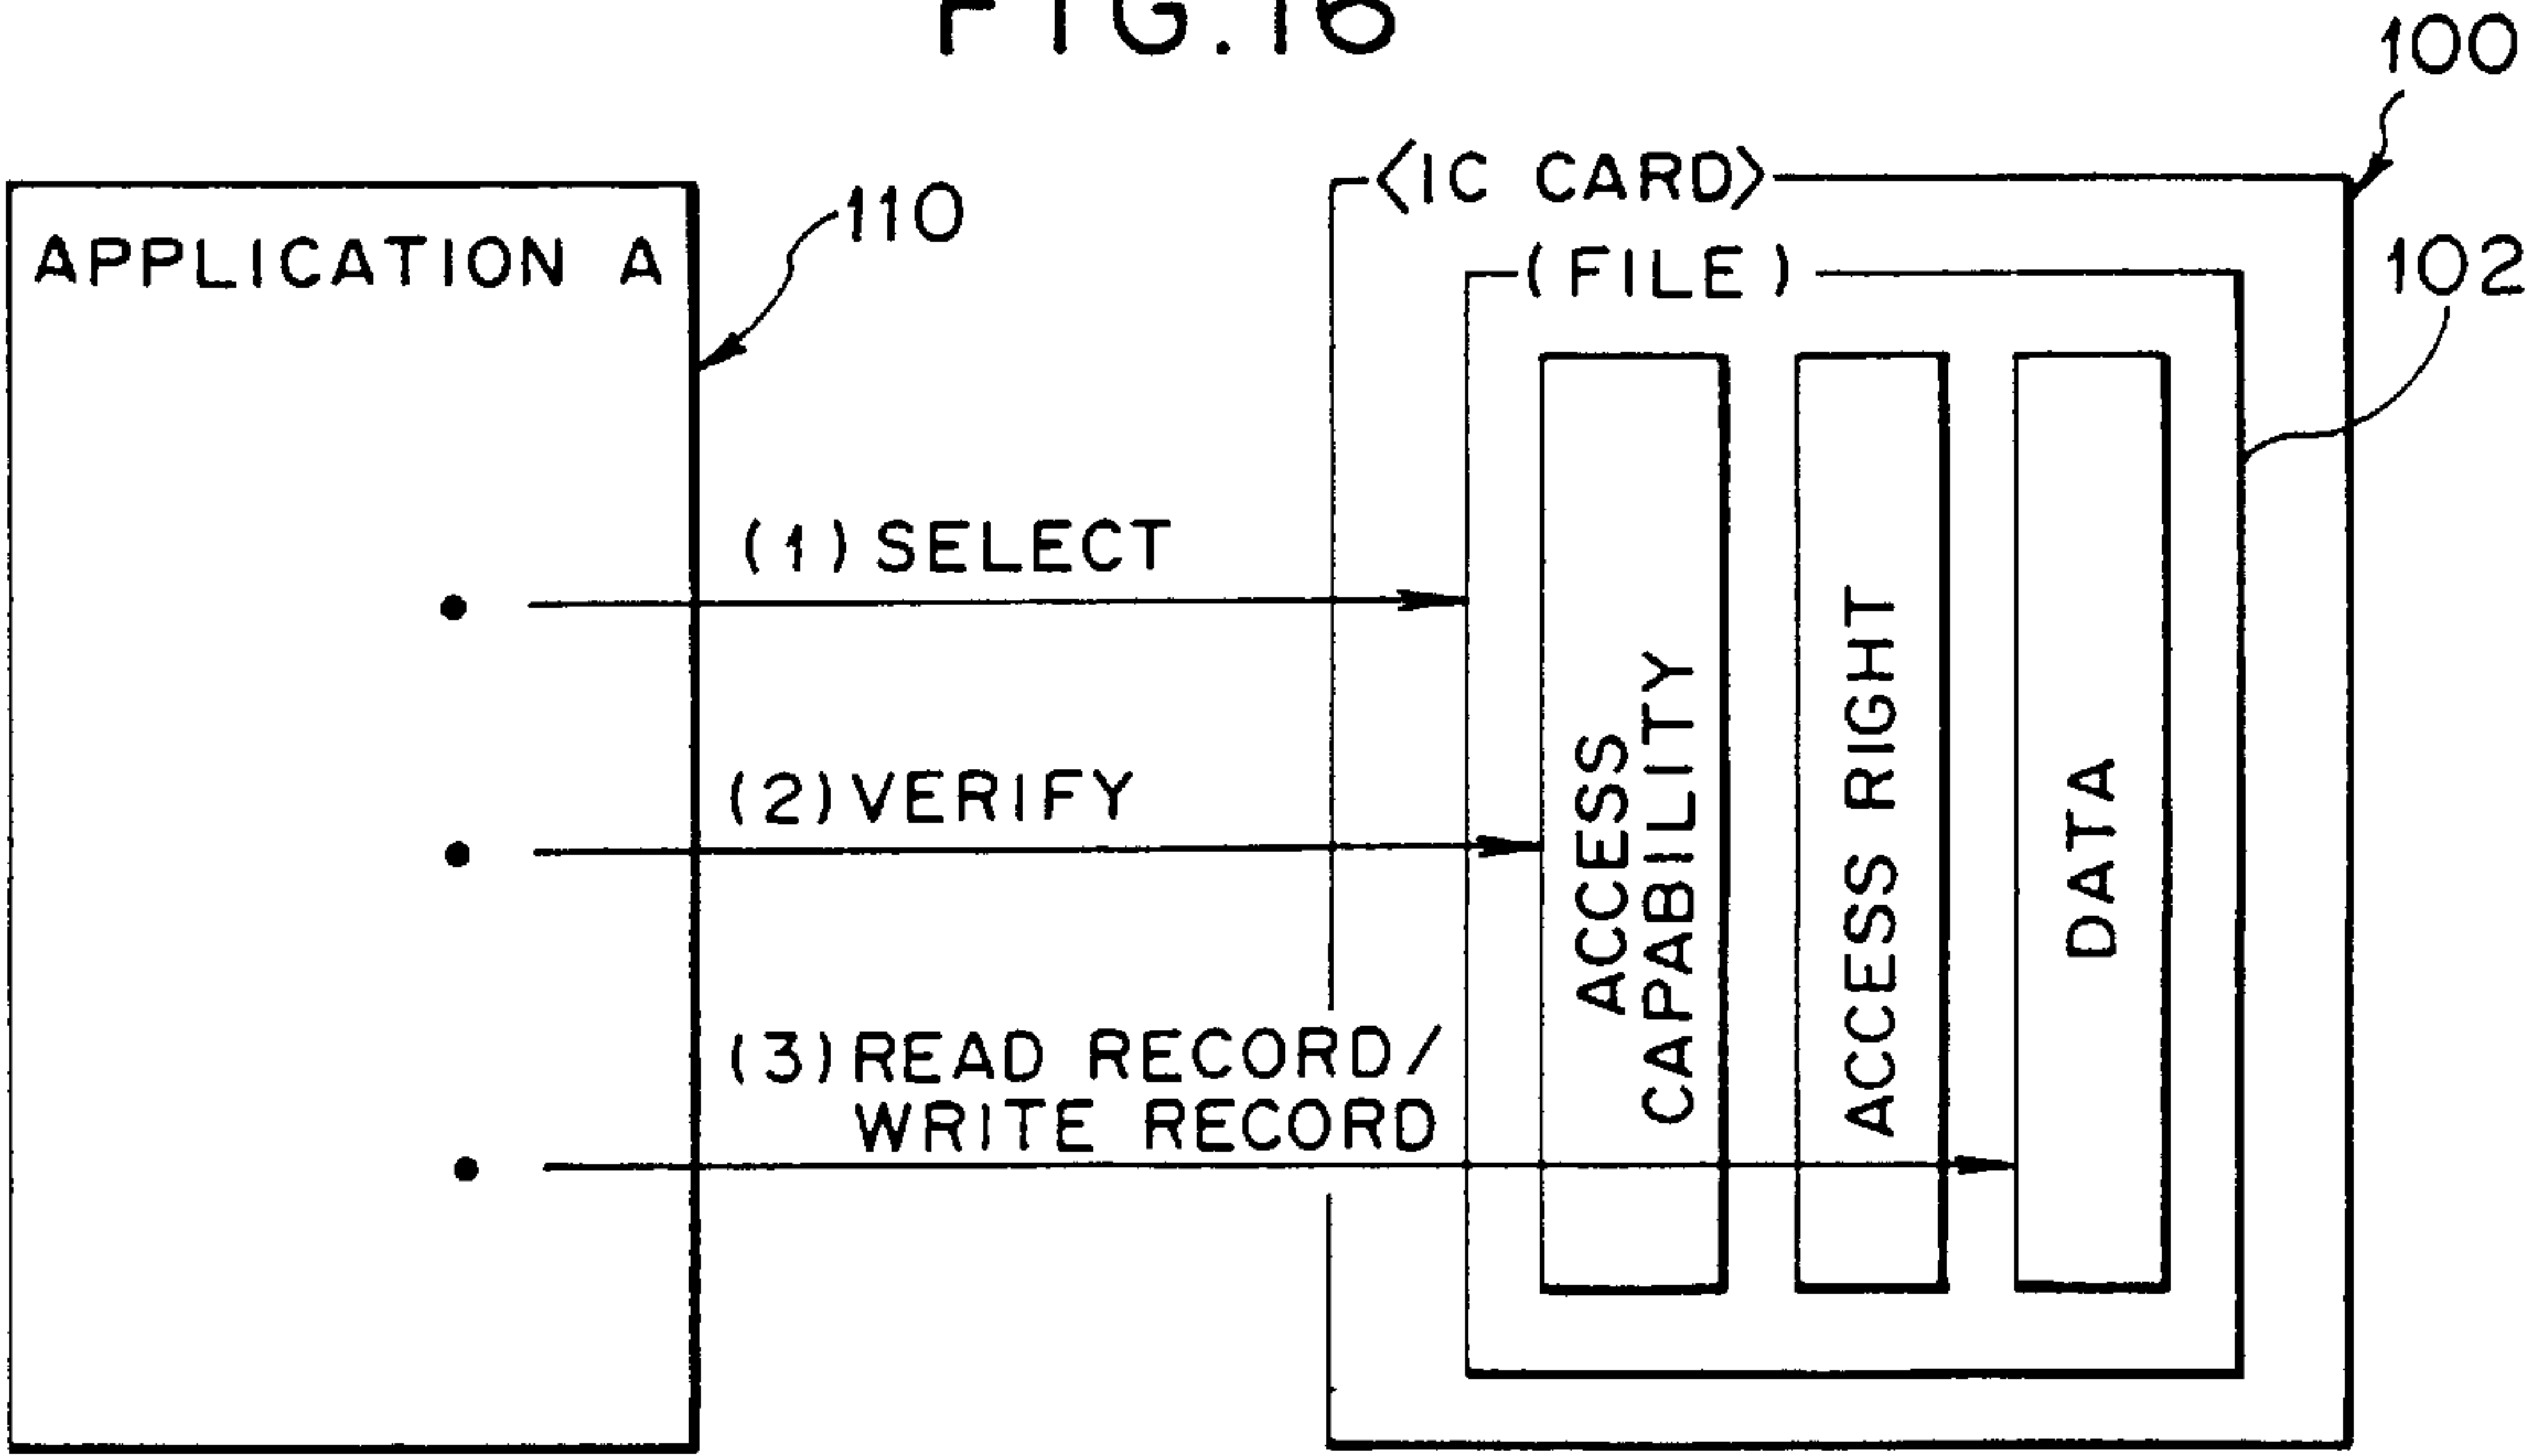 FIG.16
100
<IC CARD>
110
(FILE)
102
APPLICATION A
(1) SELECT
(2) VERIFY
(3) READ RECORD/
WRITE RECORD
ACCESS
CAPABILITY
ACCESS RIGHT
DATA